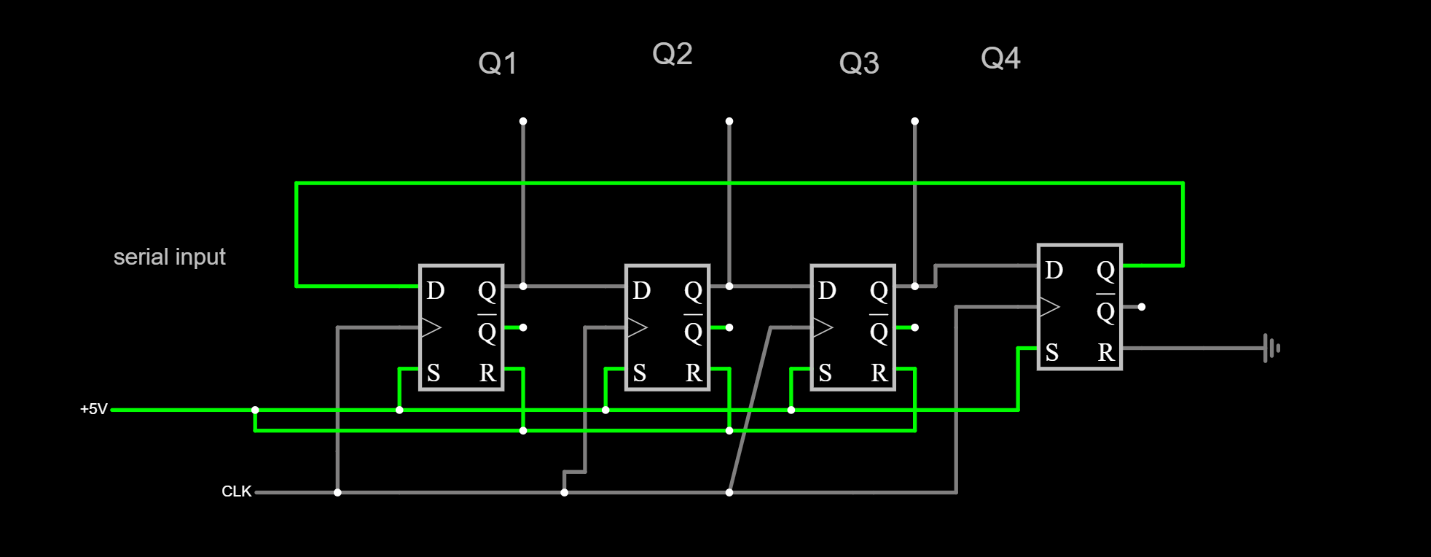 Q1 Q2 Q3 Q4
serial input
D Q D Q D Q D Q
Q Q Q Q
S R S R S R S R
+5V
CLK